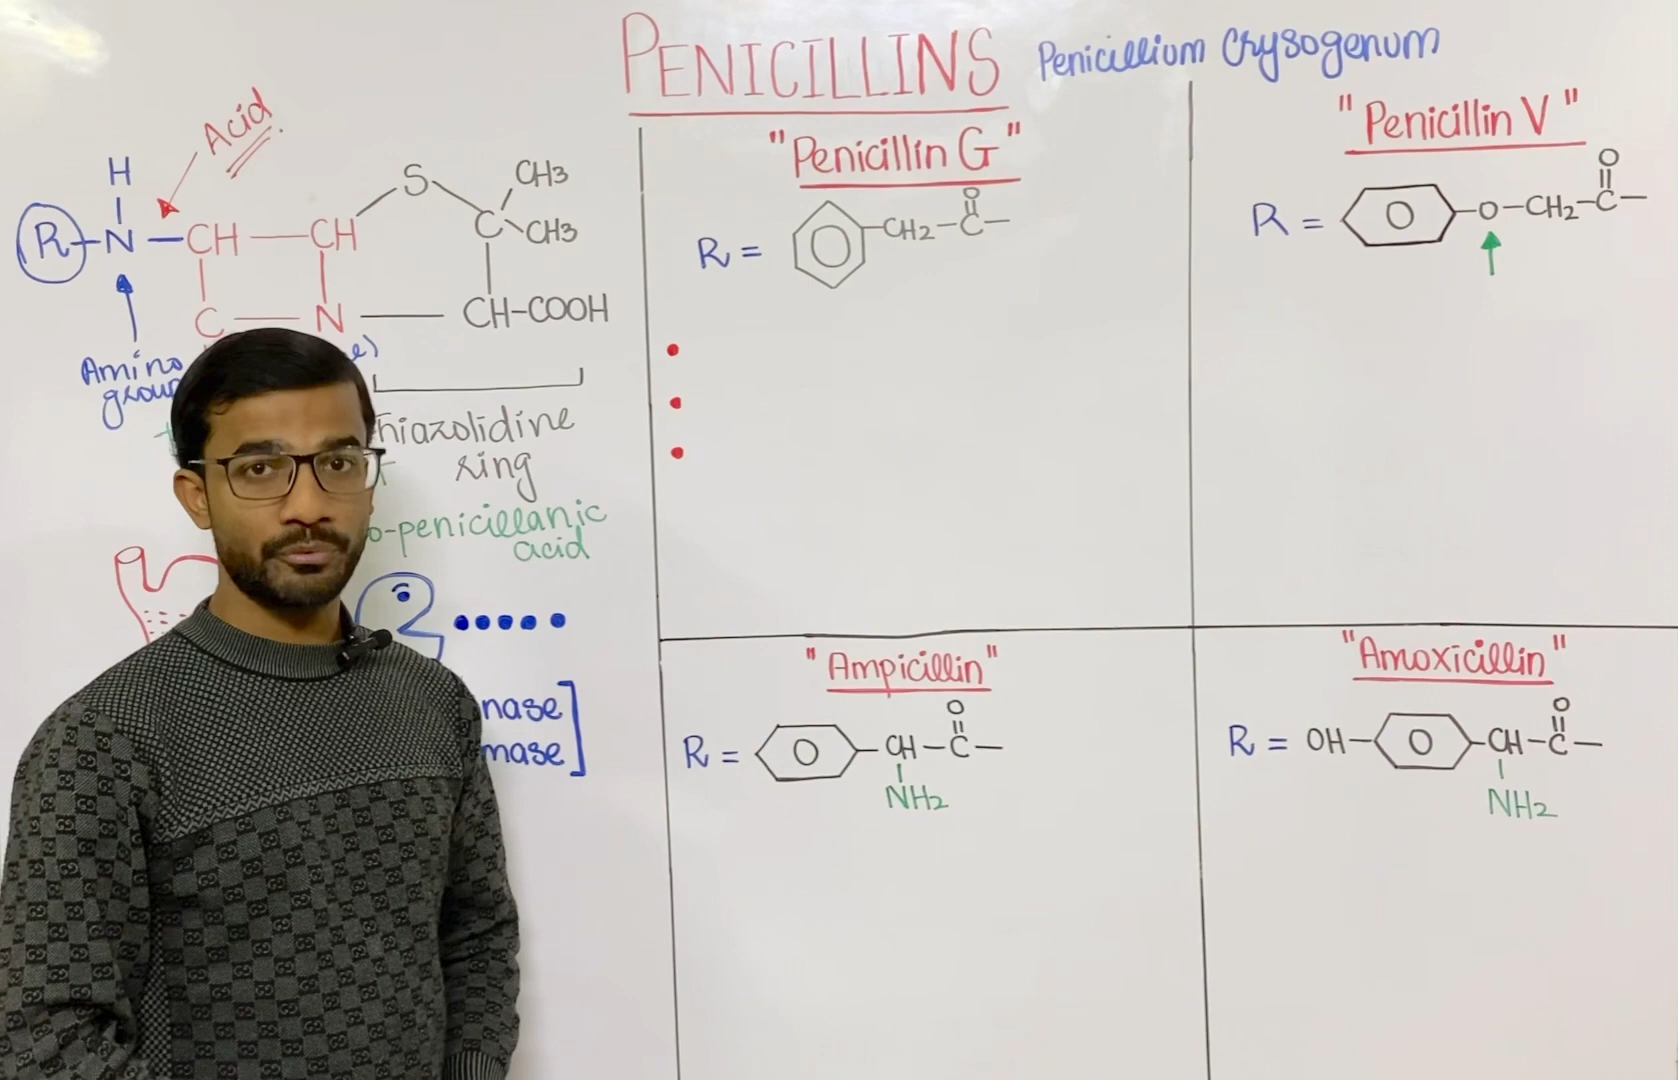 PENICILLINS Penicillium Crysogenum
Acid
H
R-N-CH-CH
S
C
CH3
CH3
C-N-CH-COOH
Amino
group
hiazolidine
ring
o-penicillanic
acid
nase]
mase]
"Penicillin G"
O
R = -CH2-C-
"Penicillin V"
O
R = O -O-CH2-C-
"Ampicillin"
O
R = O -CH-C-
NH2
"Amoxicillin"
O
R = OH- O -CH-C-
NH2